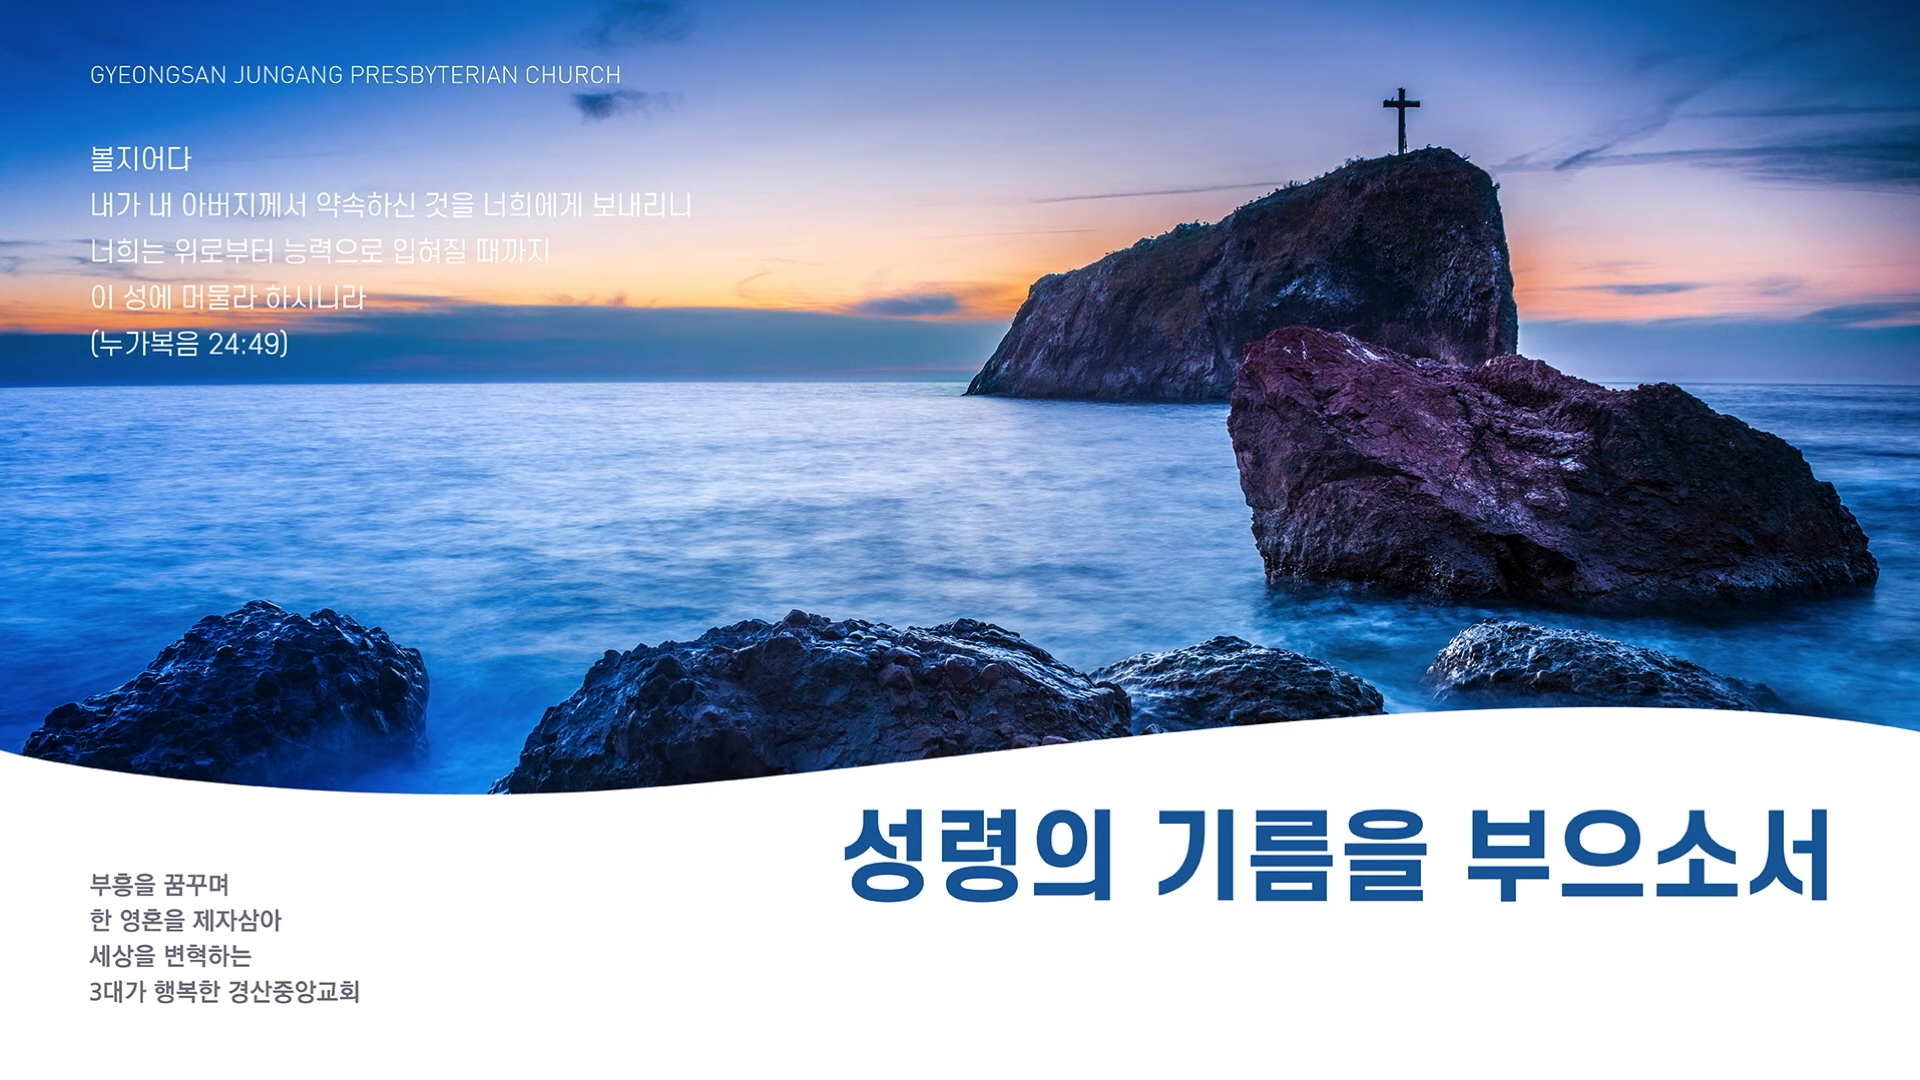 GYEONGSAN JUNGANG PRESBYTERIAN CHURCH
볼지어다
내가 내 아버지께서 약속하신 것을 너희에게 보내리니
너희는 위로부터 능력으로 입혀질 때까지
이 성에 머물라 하시니라
(누가복음 24:49)
성령의 기름을 부으소서
부흥을 꿈꾸며
한 영혼을 제자삼아
세상을 변혁하는
3대가 행복한 경산중앙교회